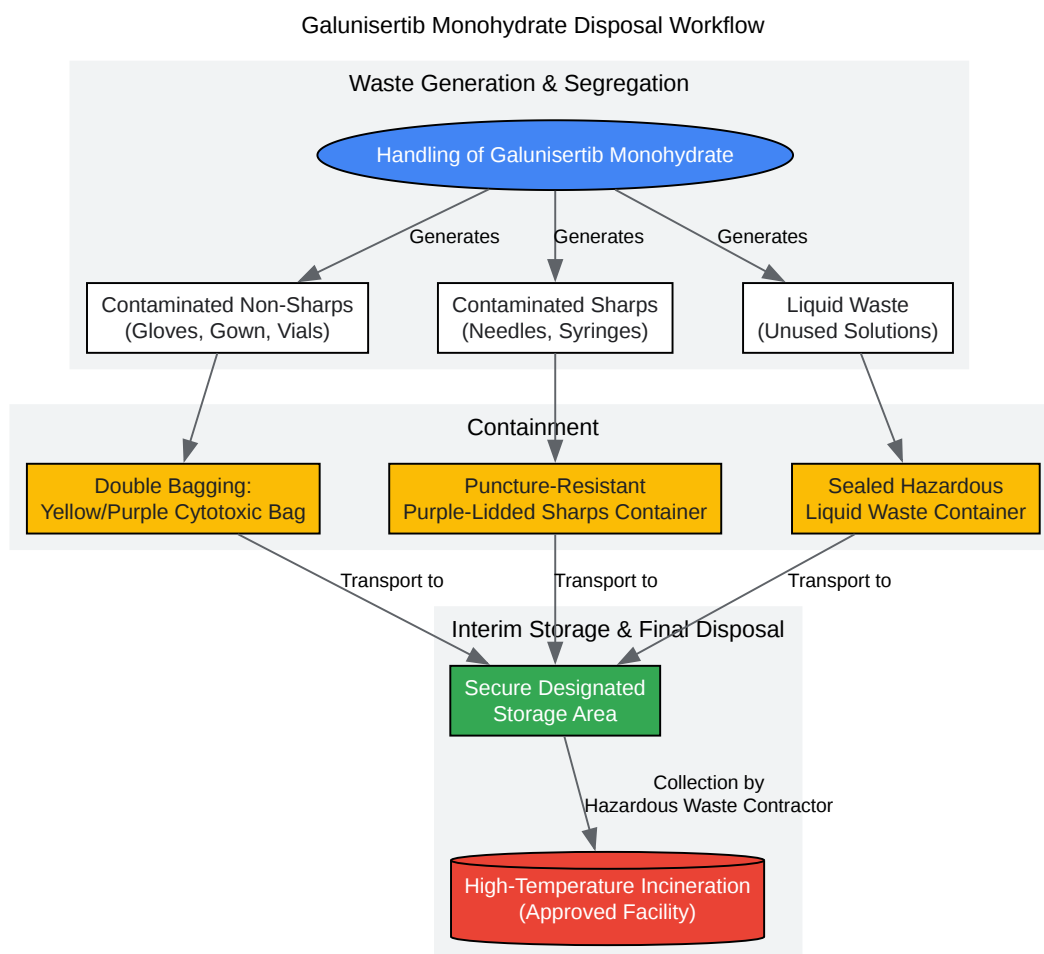 Galunisertib Monohydrate Disposal Workflow
Waste Generation & Segregation
Handling of Galunisertib Monohydrate
Generates
Generates
Generates
Contaminated Non-Sharps
(Gloves, Gown, Vials)
Contaminated Sharps
(Needles, Syringes)
Liquid Waste
(Unused Solutions)
Containment
Double Bagging:
Yellow/Purple Cytotoxic Bag
Puncture-Resistant
Purple-Lidded Sharps Container
Sealed Hazardous
Liquid Waste Container
Transport to
Transport to
Transport to
Interim Storage & Final Disposal
Secure Designated
Storage Area
Collection by
Hazardous Waste Contractor
High-Temperature Incineration
(Approved Facility)